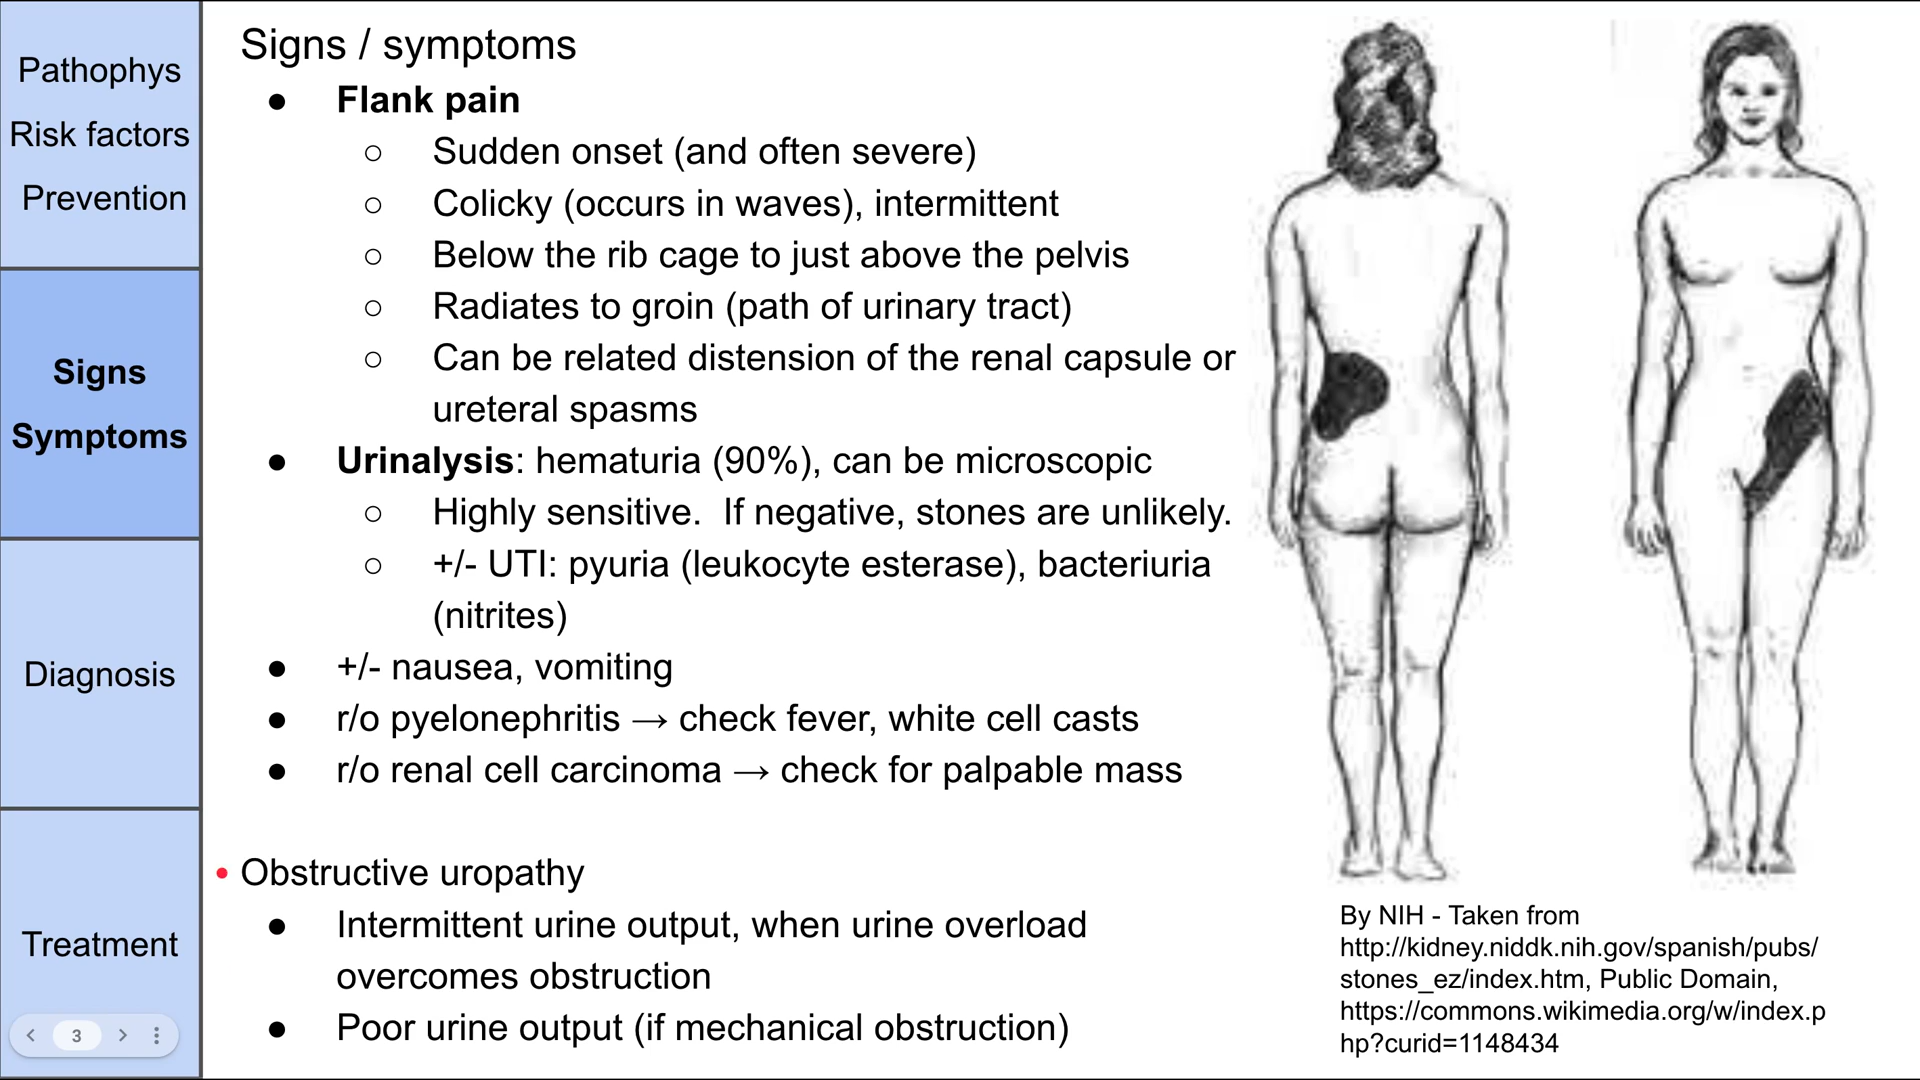 Pathophys
Risk factors
Prevention
Signs
Symptoms
Diagnosis
Treatment
3
Signs / symptoms
● Flank pain
○ Sudden onset (and often severe)
○ Colicky (occurs in waves), intermittent
○ Below the rib cage to just above the pelvis
○ Radiates to groin (path of urinary tract)
○ Can be related distension of the renal capsule or
ureteral spasms
● Urinalysis: hematuria (90%), can be microscopic
○ Highly sensitive.  If negative, stones are unlikely.
○ +/- UTI: pyuria (leukocyte esterase), bacteriuria
(nitrites)
● +/- nausea, vomiting
● r/o pyelonephritis → check fever, white cell casts
● r/o renal cell carcinoma → check for palpable mass
• Obstructive uropathy
● Intermittent urine output, when urine overload
overcomes obstruction
● Poor urine output (if mechanical obstruction)
By NIH - Taken from
http://kidney.niddk.nih.gov/spanish/pubs/
stones_ez/index.htm, Public Domain,
https://commons.wikimedia.org/w/index.p
hp?curid=1148434